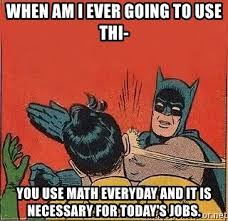 WHEN AM I EVER GOING TO USE
THI-
YOU USE MATH EVERYDAY AND IT IS
NECESSARY FOR TODAY'S JOBS.